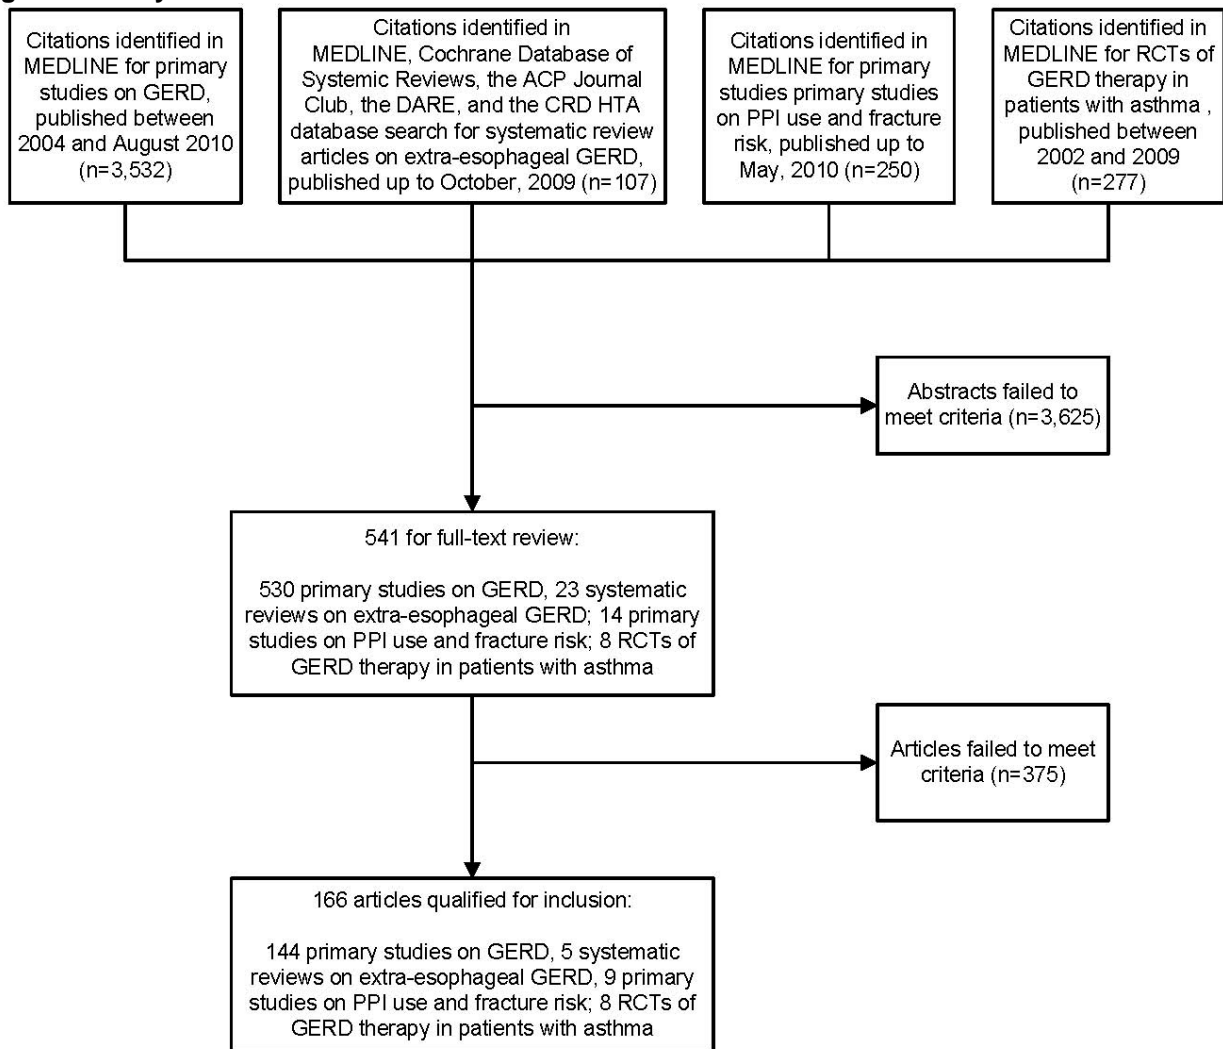 Citations identified in
MEDLINE for primary
studies on GERD,
published between
2004 and August 2010
(n=3,532)
Citations identified in
MEDLINE, Cochrane Database of
Systemic Reviews, the ACP Journal
Club, the DARE, and the CRD HTA
database search for systematic review
articles on extra-esophageal GERD,
published up to October, 2009 (n=107)
Citations identified in
MEDLINE for primary
studies primary studies
on PPI use and fracture
risk, published up to
May, 2010 (n=250)
Citations identified in
MEDLINE for RCTs of
GERD therapy in
patients with asthma ,
published between
2002 and 2009
(n=277)
Abstracts failed to
meet criteria (n=3,625)
541 for full-text review:
530 primary studies on GERD, 23 systematic
reviews on extra-esophageal GERD; 14 primary
studies on PPI use and fracture risk; 8 RCTs of
GERD therapy in patients with asthma
Articles failed to meet
criteria (n=375)
166 articles qualified for inclusion:
144 primary studies on GERD, 5 systematic
reviews on extra-esophageal GERD, 9 primary
studies on PPI use and fracture risk; 8 RCTs of
GERD therapy in patients with asthma